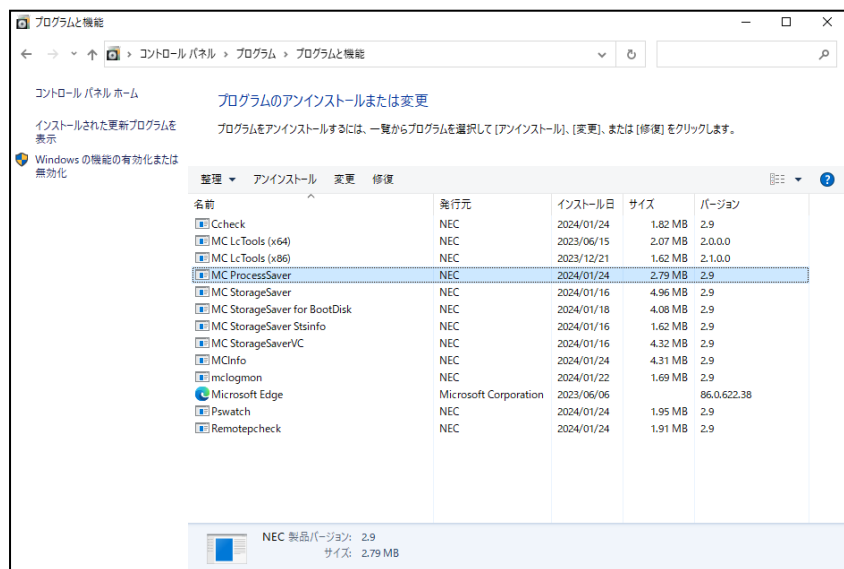 プログラムと機能
コントロール パネル › プログラム › プログラムと機能
コントロール パネル ホーム
インストールされた更新プログラムを
表示
Windows の機能の有効化または
無効化
プログラムのアンインストールまたは変更
プログラムをアンインストールするには、一覧からプログラムを選択して [アンインストール]、[変更]、または [修復] をクリックします。
整理 アンインストール 変更 修復
名前 発行元 インストール日 サイズ バージョン
Ccheck NEC 2024/01/24 1.82 MB 2.9
MC LcTools (x64) NEC 2023/06/15 2.07 MB 2.0.0.0
MC LcTools (x86) NEC 2023/12/21 1.62 MB 2.1.0.0
MC ProcessSaver NEC 2024/01/24 2.79 MB 2.9
MC StorageSaver NEC 2024/01/16 4.96 MB 2.9
MC StorageSaver for BootDisk NEC 2024/01/18 4.08 MB 2.9
MC StorageSaver Stsinfo NEC 2024/01/16 1.62 MB 2.9
MC StorageSaverVC NEC 2024/01/16 4.32 MB 2.9
MCInfo NEC 2024/01/24 4.31 MB 2.9
mclogmon NEC 2024/01/22 1.69 MB 2.9
Microsoft Edge Microsoft Corporation 2023/06/06 86.0.622.38
Pswatch NEC 2024/01/24 1.95 MB 2.9
Remotepcheck NEC 2024/01/24 1.91 MB 2.9
NEC 製品バージョン: 2.9
サイズ: 2.79 MB